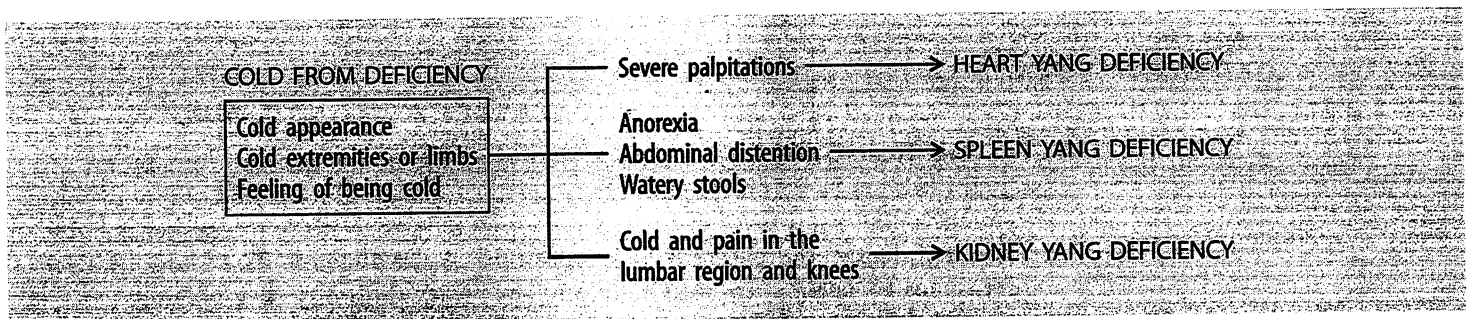 COLD FROM DEFICIENCY
Cold appearance
Cold extremities or limbs
Feeling of being cold
Severe palpitations
HEART YANG DEFICIENCY
Anorexia
Abdominal distention
Watery stools
SPLEEN YANG DEFICIENCY
Cold and pain in the
lumbar region and knees
KIDNEY YANG DEFICIENCY